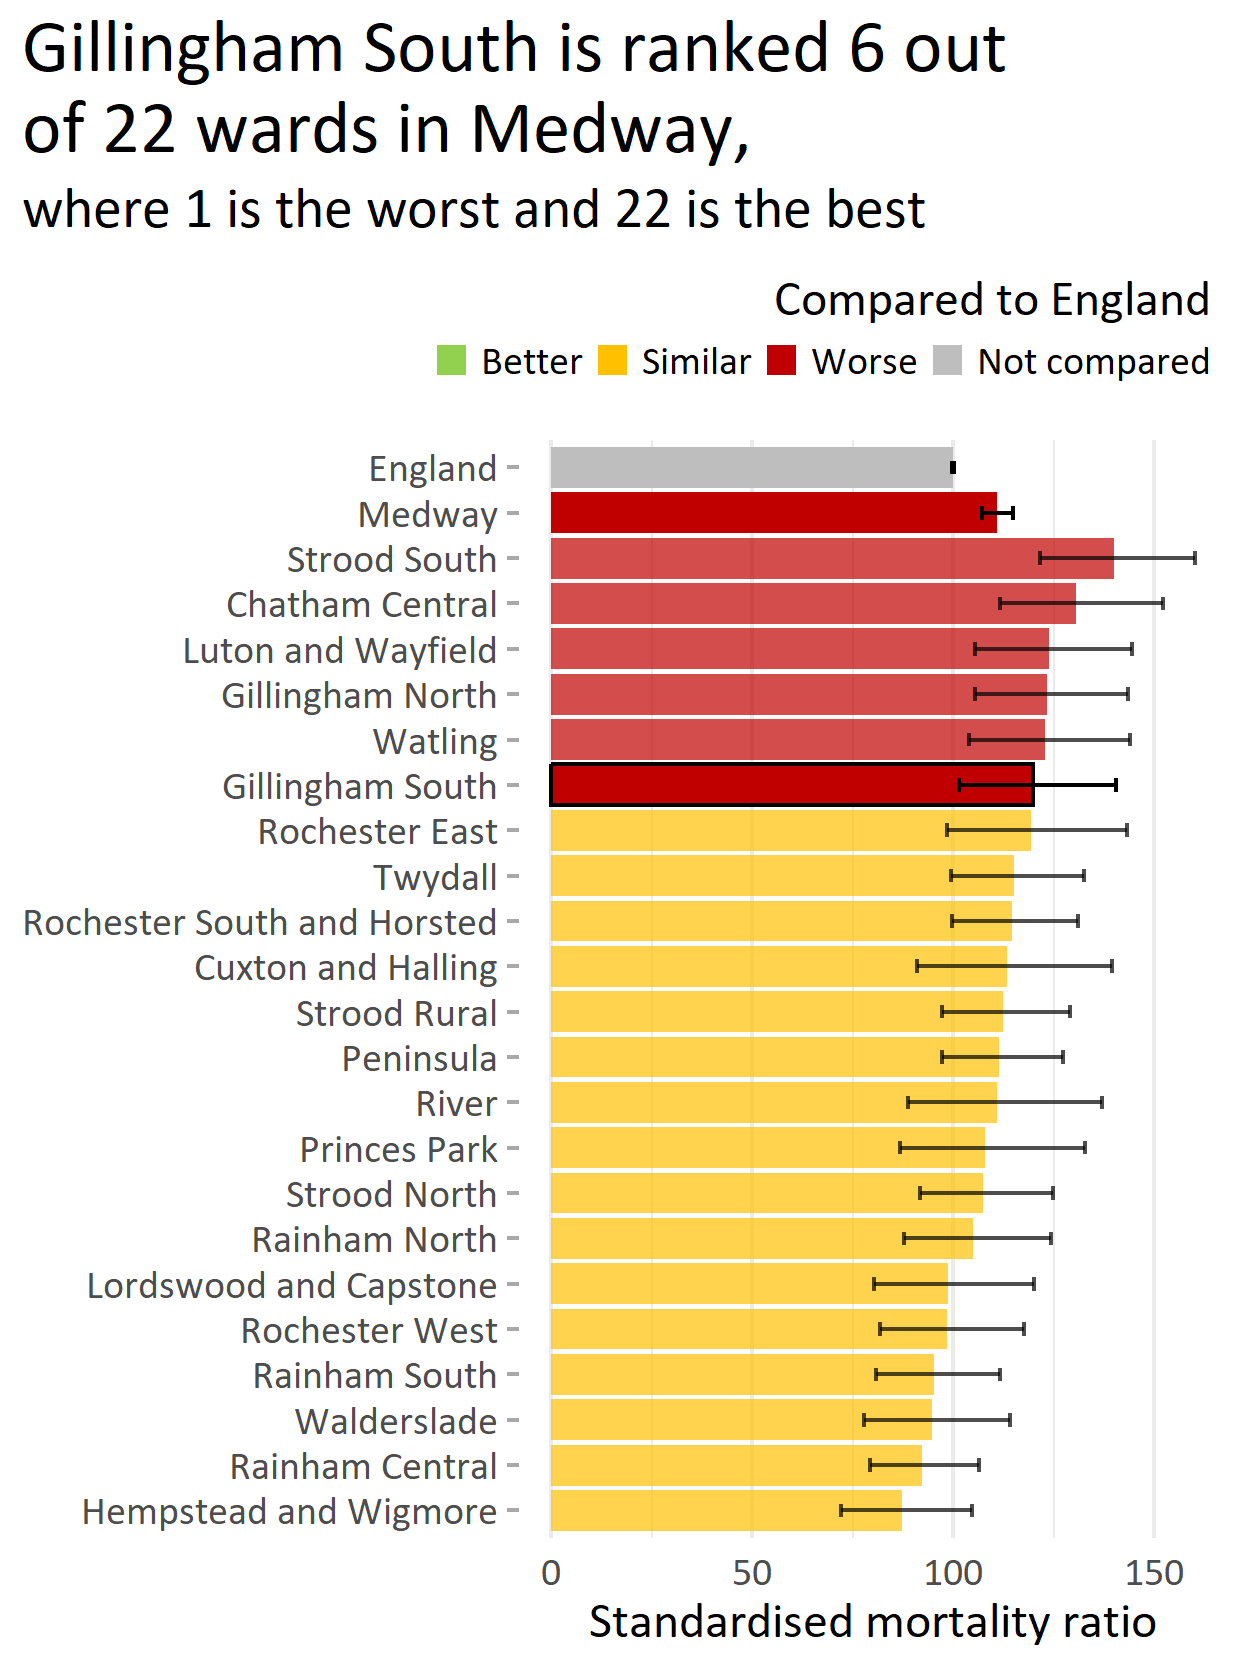 Gillingham South is ranked 6 out
of 22 wards in Medway,
where 1 is the worst and 22 is the best
Compared to England
Better Similar Worse Not compared
England
Medway
Strood South
Chatham Central
Luton and Wayfield
Gillingham North
Watling
Gillingham South
Rochester East
Twydall
Rochester South and Horsted
Cuxton and Halling
Strood Rural
Peninsula
River
Princes Park
Strood North
Rainham North
Lordswood and Capstone
Rochester West
Rainham South
Walderslade
Rainham Central
Hempstead and Wigmore
0 50 100 150
Standardised mortality ratio